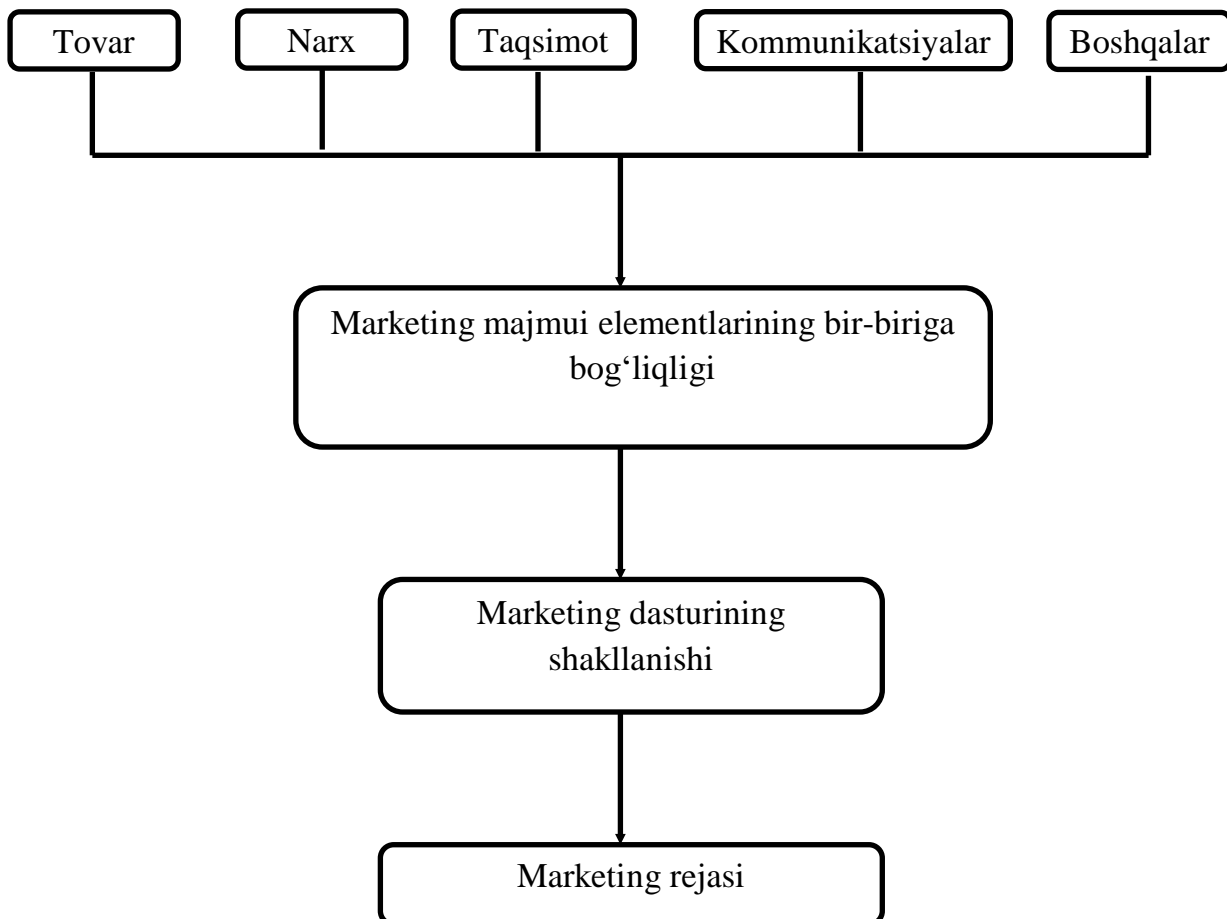 Tovar
Narx
Taqsimot
Kommunikatsiyalar
Boshqalar
Marketing majmui elementlarining bir-biriga
bog‘liqligi
Marketing dasturining
shakllanishi
Marketing rejasi